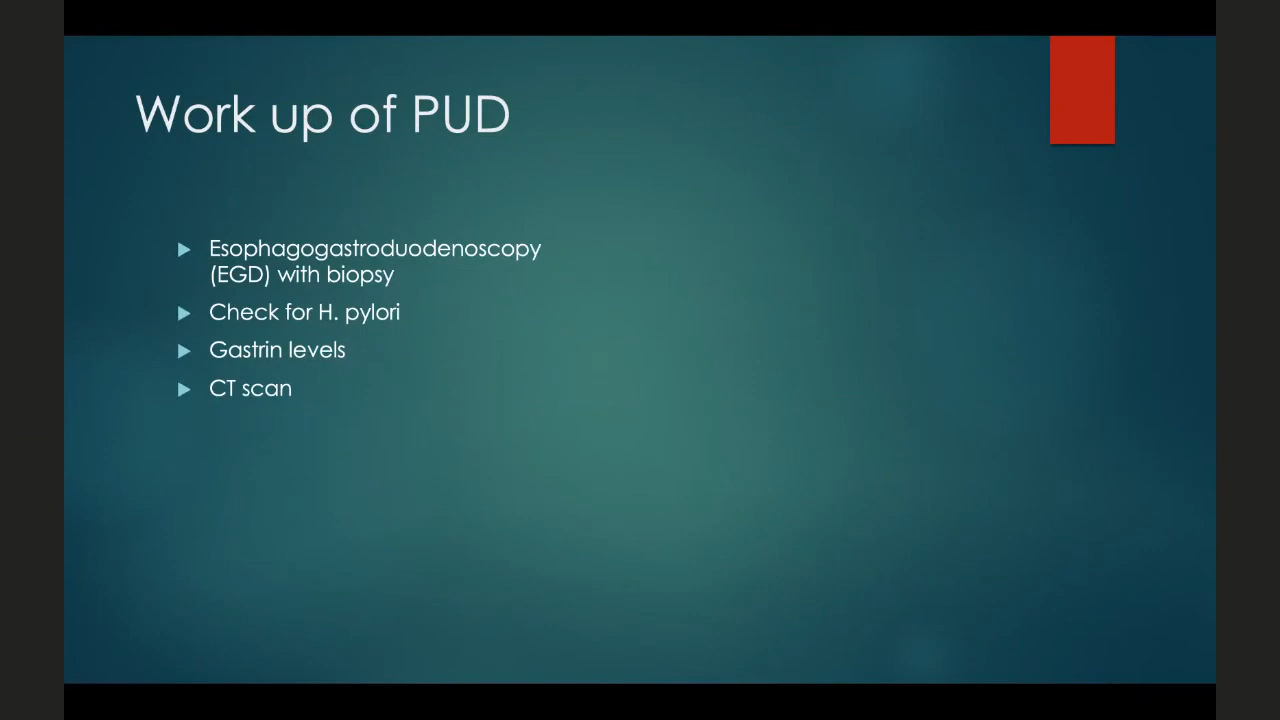 Work up of PUD
Esophagogastroduodenoscopy
(EGD) with biopsy
Check for H. pylori
Gastrin levels
CT scan